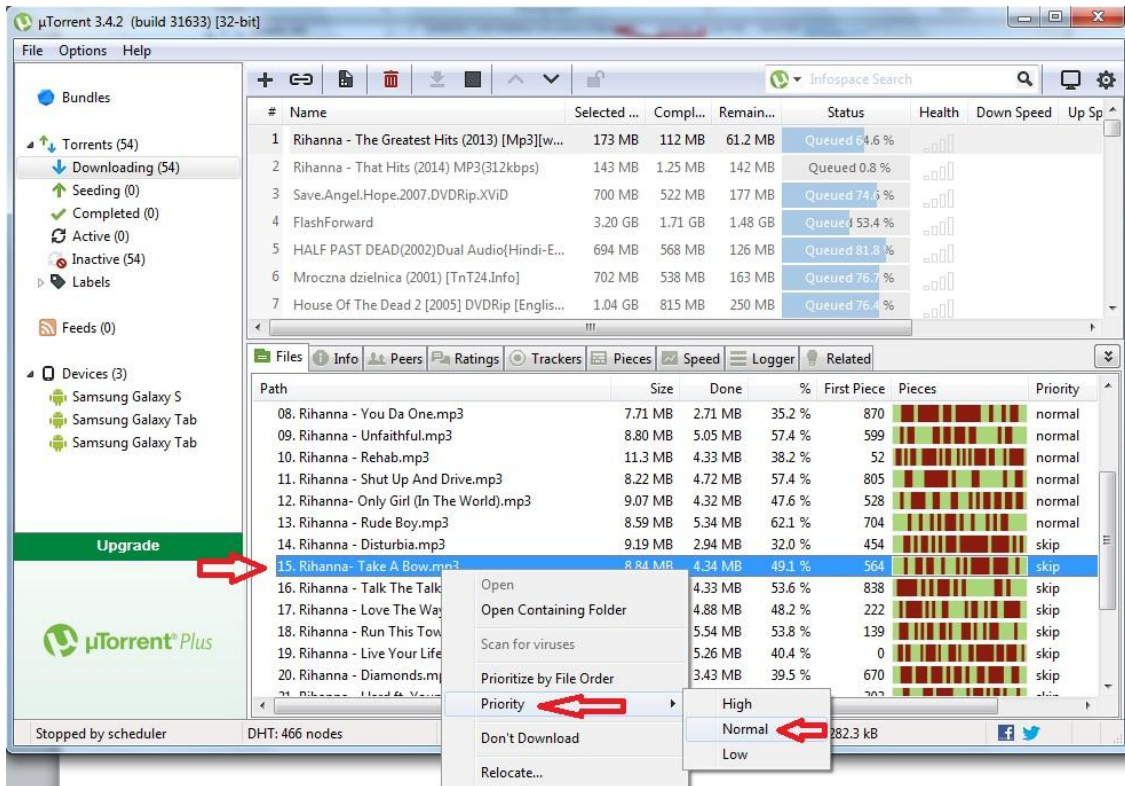 µTorrent 3.4.2 (build 31633) [32-bit]
File Options Help
Infospace Search
Bundles
Torrents (54)
Downloading (54)
Seeding (0)
Completed (0)
Active (0)
Inactive (54)
Labels
Feeds (0)
Devices (3)
Samsung Galaxy S
Samsung Galaxy Tab
Samsung Galaxy Tab
Upgrade
µTorrent® Plus
# Name Selected ... Compl... Remain... Status Health Down Speed Up Sp
1 Rihanna - The Greatest Hits (2013) [Mp3][w... 173 MB 112 MB 61.2 MB Queued 64.6 %
2 Rihanna - That Hits (2014) MP3(312kbps) 143 MB 1.25 MB 142 MB Queued 0.8 %
3 Save.Angel.Hope.2007.DVDRip.XViD 700 MB 522 MB 177 MB Queued 74.6 %
4 FlashForward 3.20 GB 1.71 GB 1.48 GB Queued 53.4 %
5 HALF PAST DEAD(2002)Dual Audio{Hindi-E... 694 MB 568 MB 126 MB Queued 81.8 %
6 Mroczna dzielnica (2001) [TnT24.Info] 702 MB 538 MB 163 MB Queued 76.7 %
7 House Of The Dead 2 [2005] DVDRip [Englis... 1.04 GB 815 MB 250 MB Queued 76.4 %
Files Info Peers Ratings Trackers Pieces Speed Logger Related
Path Size Done % First Piece Pieces Priority
08. Rihanna - You Da One.mp3 7.71 MB 2.71 MB 35.2 % 870 normal
09. Rihanna - Unfaithful.mp3 8.80 MB 5.05 MB 57.4 % 599 normal
10. Rihanna - Rehab.mp3 11.3 MB 4.33 MB 38.2 % 52 normal
11. Rihanna - Shut Up And Drive.mp3 8.22 MB 4.72 MB 57.4 % 805 normal
12. Rihanna- Only Girl (In The World).mp3 9.07 MB 4.32 MB 47.6 % 528 normal
13. Rihanna - Rude Boy.mp3 8.59 MB 5.34 MB 62.1 % 704 normal
14. Rihanna - Disturbia.mp3 9.19 MB 2.94 MB 32.0 % 454 skip
15. Rihanna- Take A Bow.mp3 8.84 MB 4.34 MB 49.1 % 564 skip
16. Rihanna - Talk The Talk 4.33 MB 53.6 % 838 skip
17. Rihanna - Love The Way 4.88 MB 48.2 % 222 skip
18. Rihanna - Run This Tow 5.54 MB 53.8 % 139 skip
19. Rihanna - Live Your Life 5.26 MB 40.4 % 0 skip
20. Rihanna - Diamonds.m 3.43 MB 39.5 % 670 skip
Open
Open Containing Folder
Scan for viruses
Prioritize by File Order
Priority
Don't Download
Relocate...
High
Normal
Low
Stopped by scheduler DHT: 466 nodes 282.3 kB